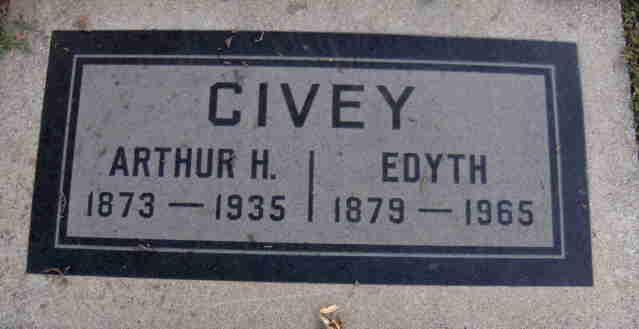 CIVEY
ARTHUR H. | EDYTH
1873 — 1935 | 1879 — 1965